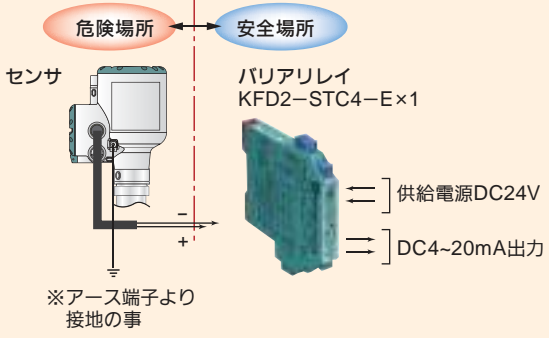 危険場所
安全場所
センサ
バリアリレイ
KFD2−STC4−E×1
供給電源DC24V
−
+
DC4~20mA出力
※アース端子より
接地の事